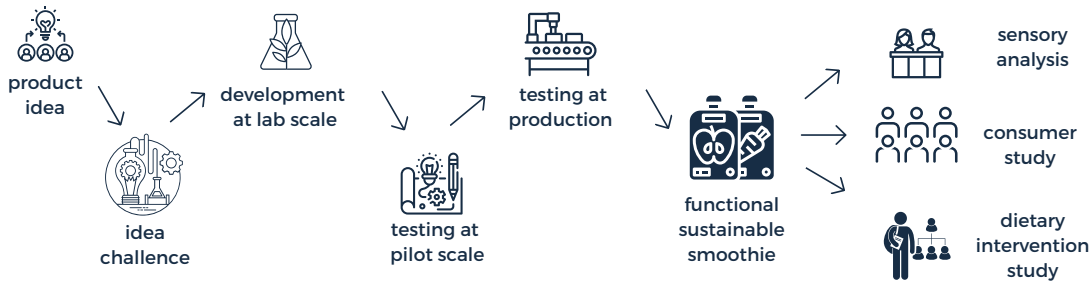 product
idea
idea
challence
development
at lab scale
testing at
pilot scale
testing at
production
functional
sustainable
smoothie
sensory
analysis
consumer
study
dietary
intervention
study